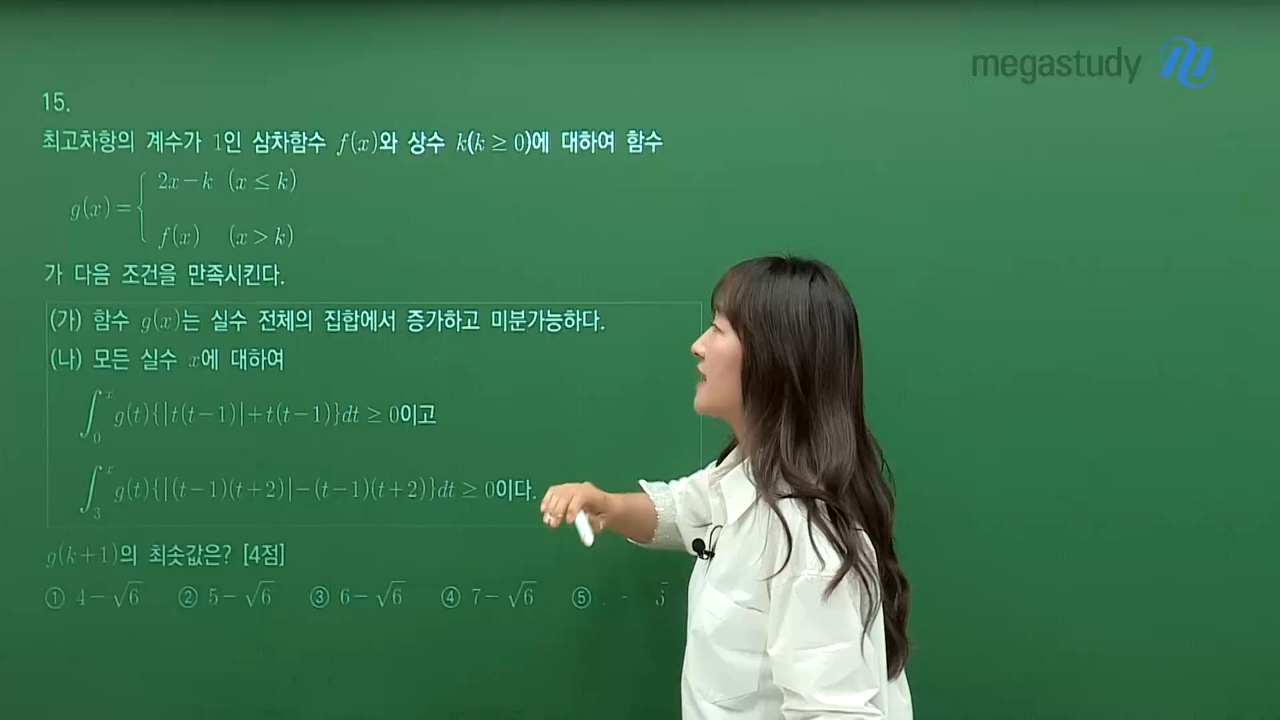 megastudy
15.
최고차항의 계수가 1인 삼차함수 f(x)와 상수 k(k ≥ 0)에 대하여 함수
g(x) = { 2x − k (x ≤ k)
f(x) (x > k)
가 다음 조건을 만족시킨다.
(가) 함수 g(x)는 실수 전체의 집합에서 증가하고 미분가능하다.
(나) 모든 실수 x에 대하여
∫₀ˣ g(t){|t(t−1)|+t(t−1)}dt ≥ 0이고
∫₃ˣ g(t){|(t−1)(t+2)|−(t−1)(t+2)}dt ≥ 0이다.
g(k+1)의 최솟값은? [4점]
① 4−√6 ② 5−√6 ③ 6−√6 ④ 7−√6 ⑤